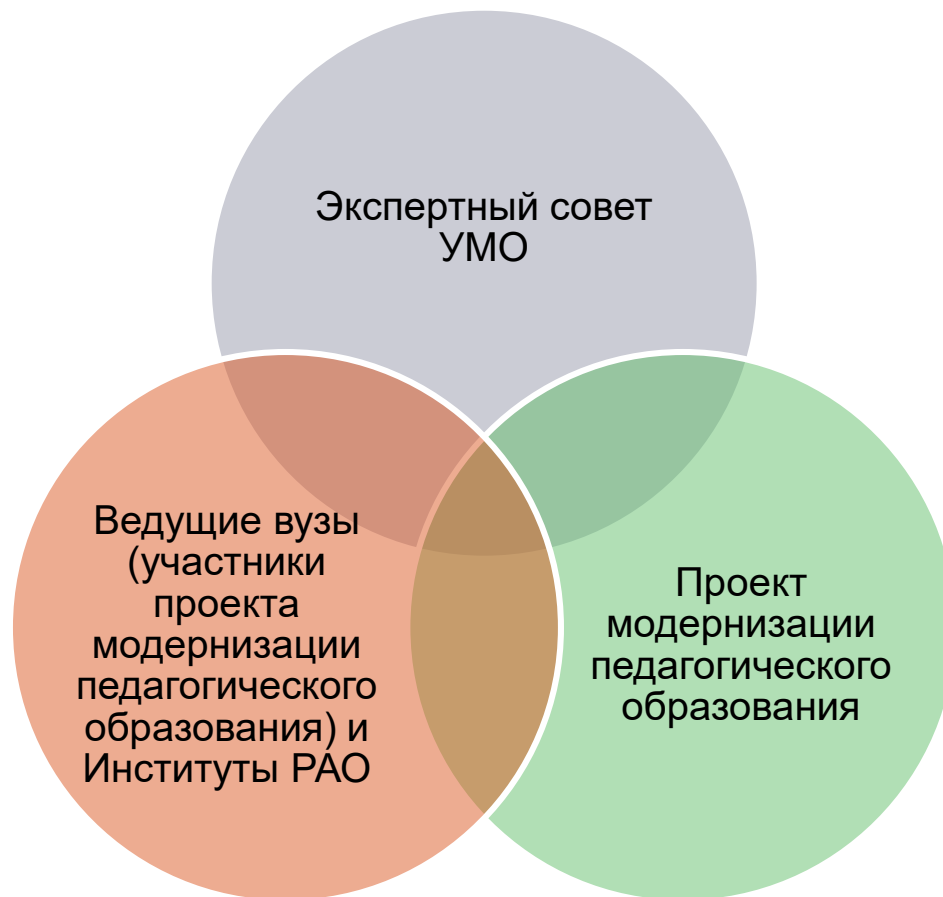 Экспертный совет
УМО
Ведущие вузы
(участники
проекта
модернизации
педагогического
образования) и
Институты РАО
Проект
модернизации
педагогического
образования